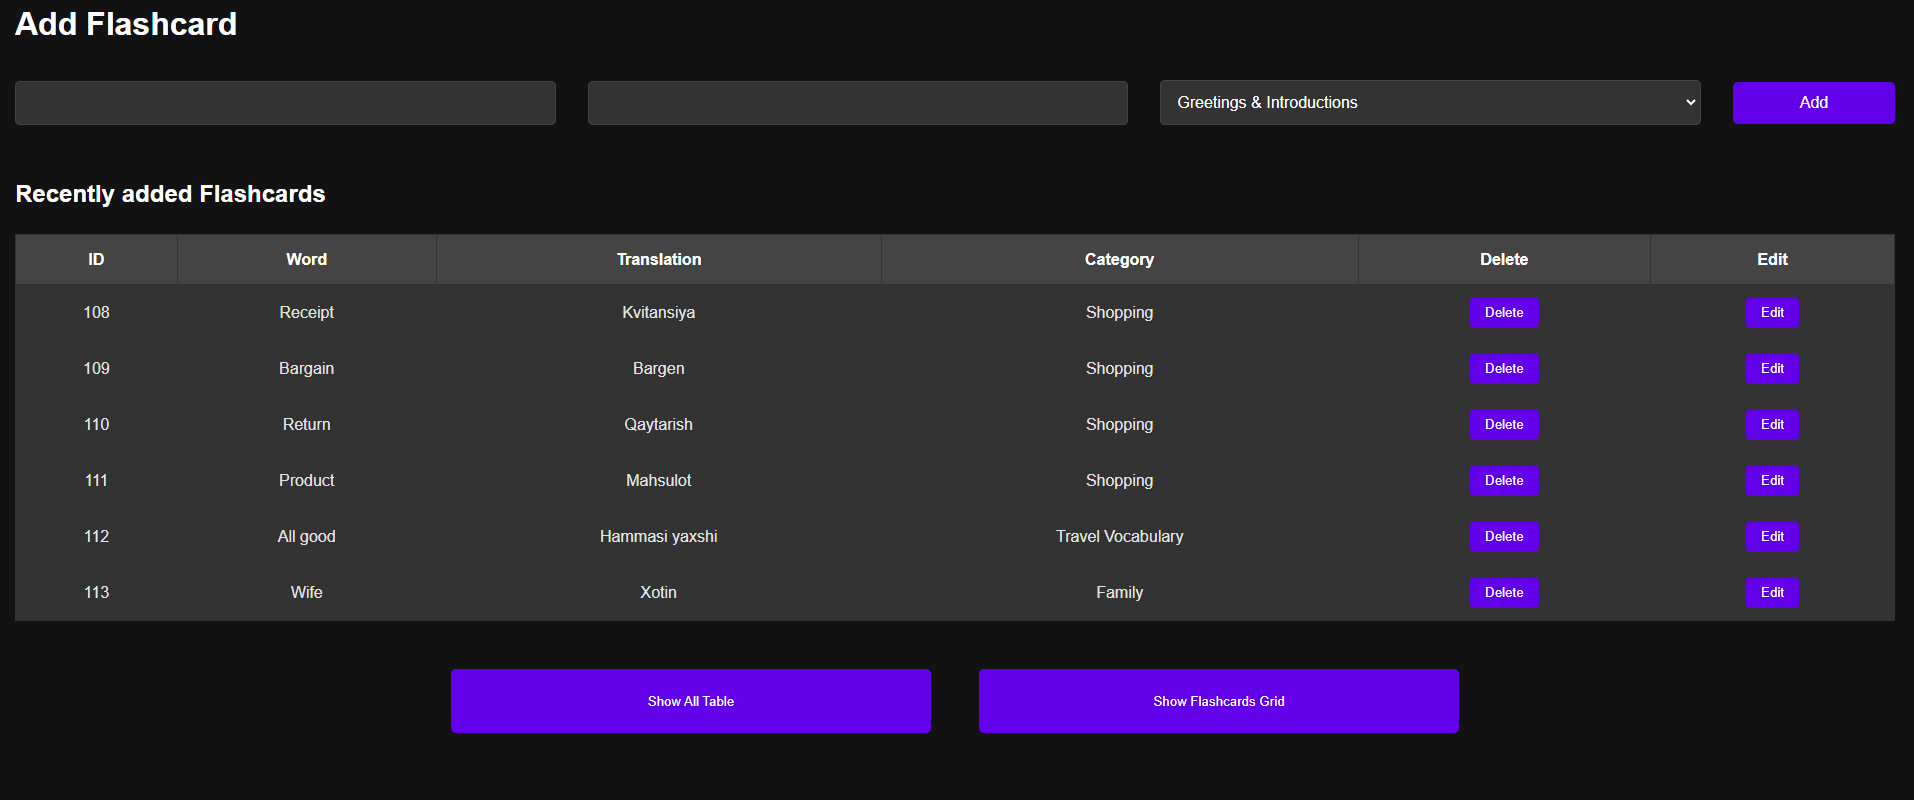 Add Flashcard
Greetings & Introductions Add
Recently added Flashcards
ID Word Translation Category Delete Edit
108 Receipt Kvitansiya Shopping Delete Edit
109 Bargain Bargen Shopping Delete Edit
110 Return Qaytarish Shopping Delete Edit
111 Product Mahsulot Shopping Delete Edit
112 All good Hammasi yaxshi Travel Vocabulary Delete Edit
113 Wife Xotin Family Delete Edit
Show All Table Show Flashcards Grid